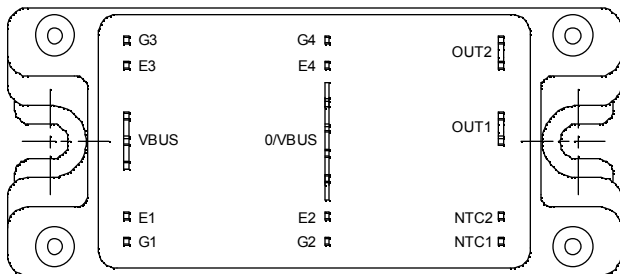 G3 G4
OUT2
E3 E4
OUT1
VBUS 0/VBUS
E1 E2 NTC2
G1 G2 NTC1